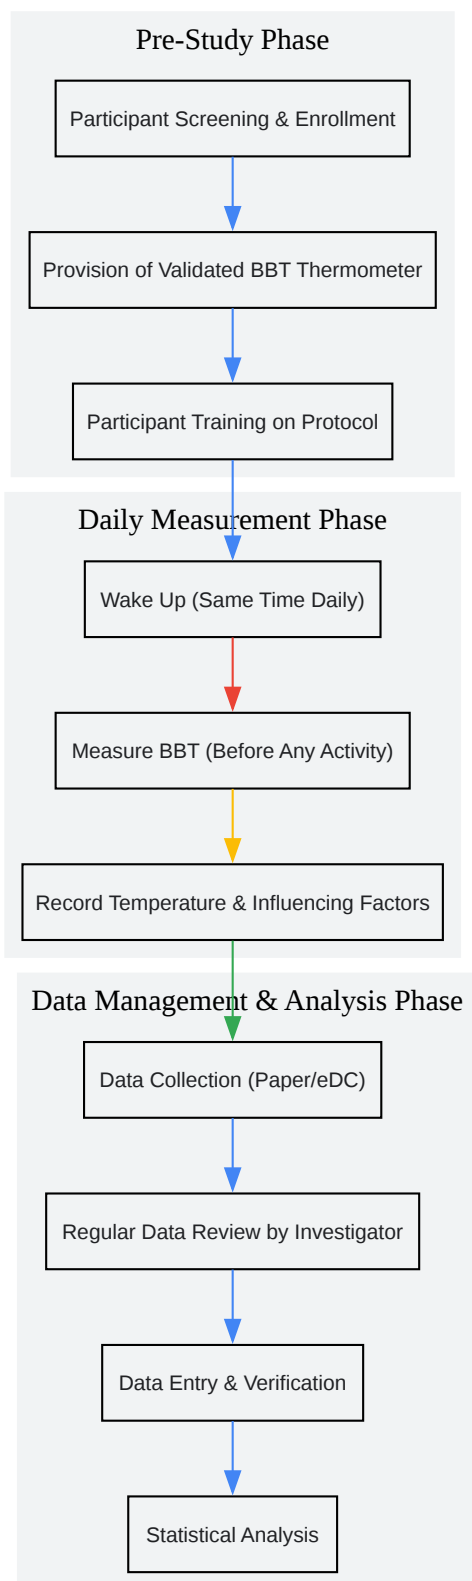 Pre-Study Phase
Participant Screening & Enrollment
Provision of Validated BBT Thermometer
Participant Training on Protocol
Daily Measurement Phase
Wake Up (Same Time Daily)
Measure BBT (Before Any Activity)
Record Temperature & Influencing Factors
Data Management & Analysis Phase
Data Collection (Paper/eDC)
Regular Data Review by Investigator
Data Entry & Verification
Statistical Analysis